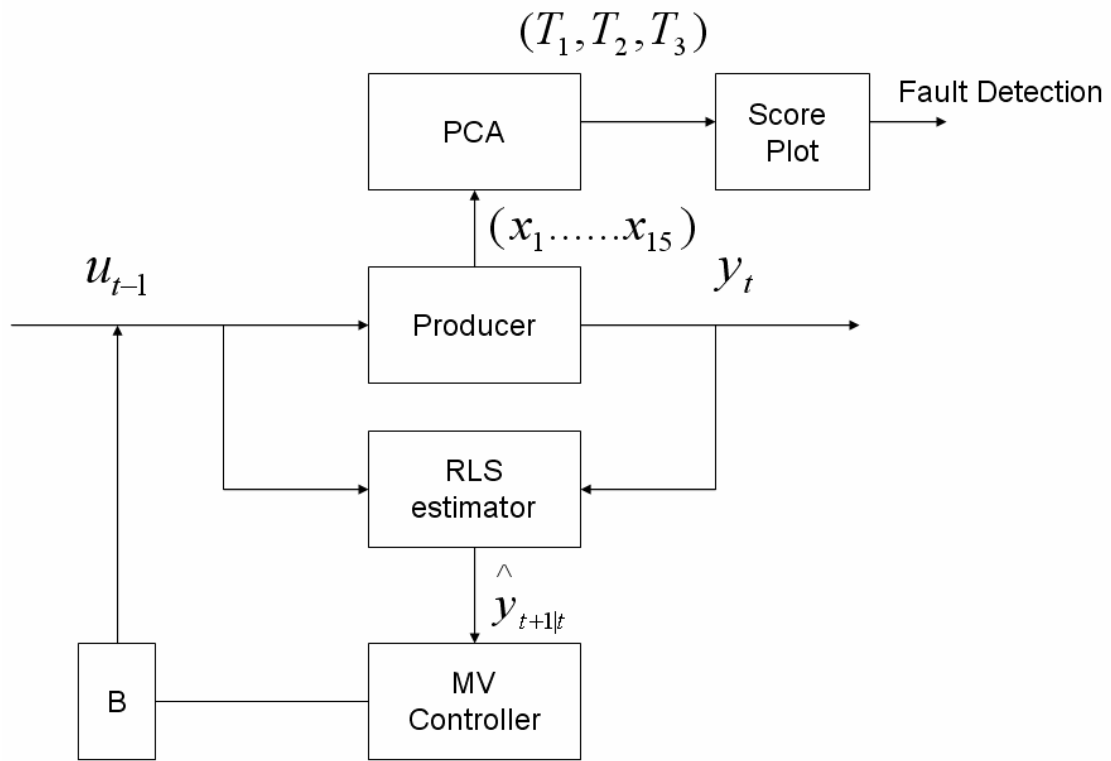 (T₁,T₂,T₃)
PCA
Score
Plot
Fault Detection
(x₁......x₁₅)
uₜ₋₁
Producer
yₜ
RLS
estimator
ŷₜ₊₁|ₜ
B
MV
Controller